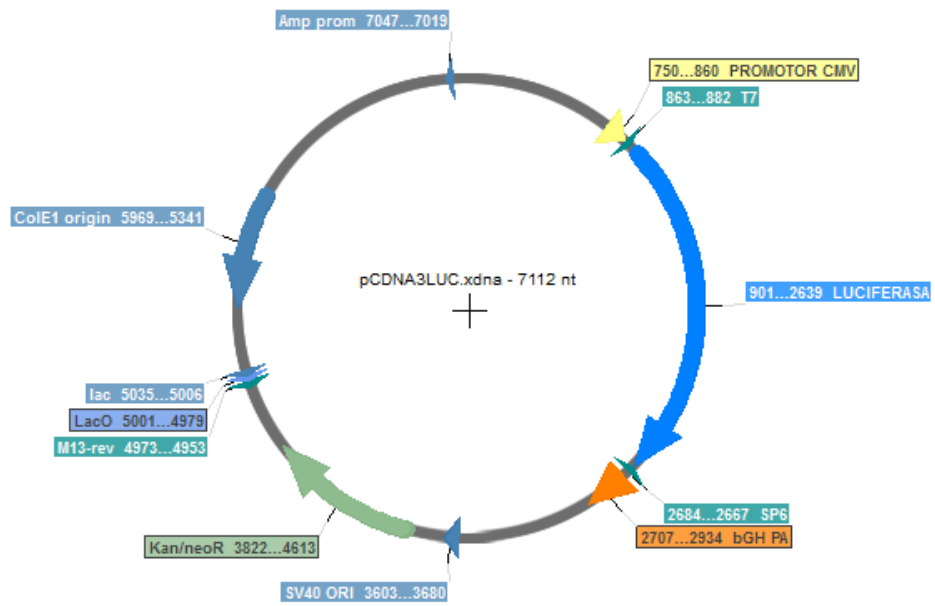 Amp prom 7047...7019
750...860 PROMOTOR CMV
863...882 T7
ColE1 origin 5969...5341
pCDNA3LUC.xdna - 7112 nt
901...2639 LUCIFERASA
lac 5035...5006
LacO 5001...4979
M13-rev 4973...4953
2684...2667 SP6
2707...2934 bGH PA
Kan/neoR 3822...4613
SV40 ORI 3603...3680